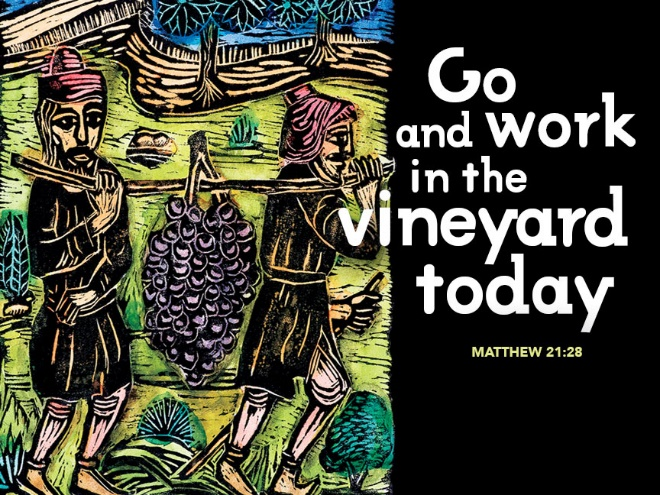 Go
and work
in the
vineyard
today
MATTHEW 21:28